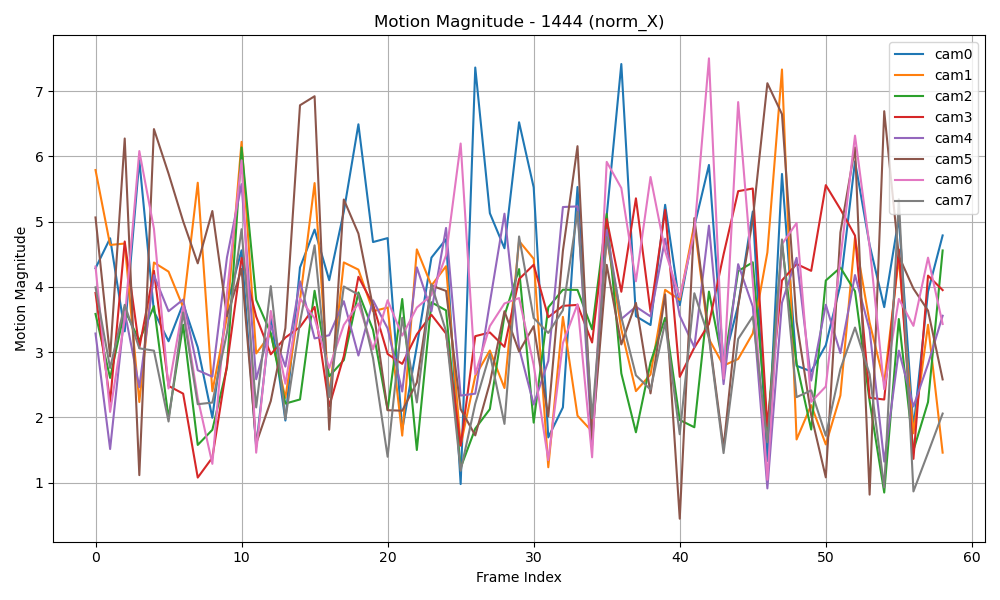 Motion Magnitude - 1444 (norm_X)
Motion Magnitude
7
6
5
4
3
2
1
0
10
20
30
40
50
60
Frame Index
cam0
cam1
cam2
cam3
cam4
cam5
cam6
cam7